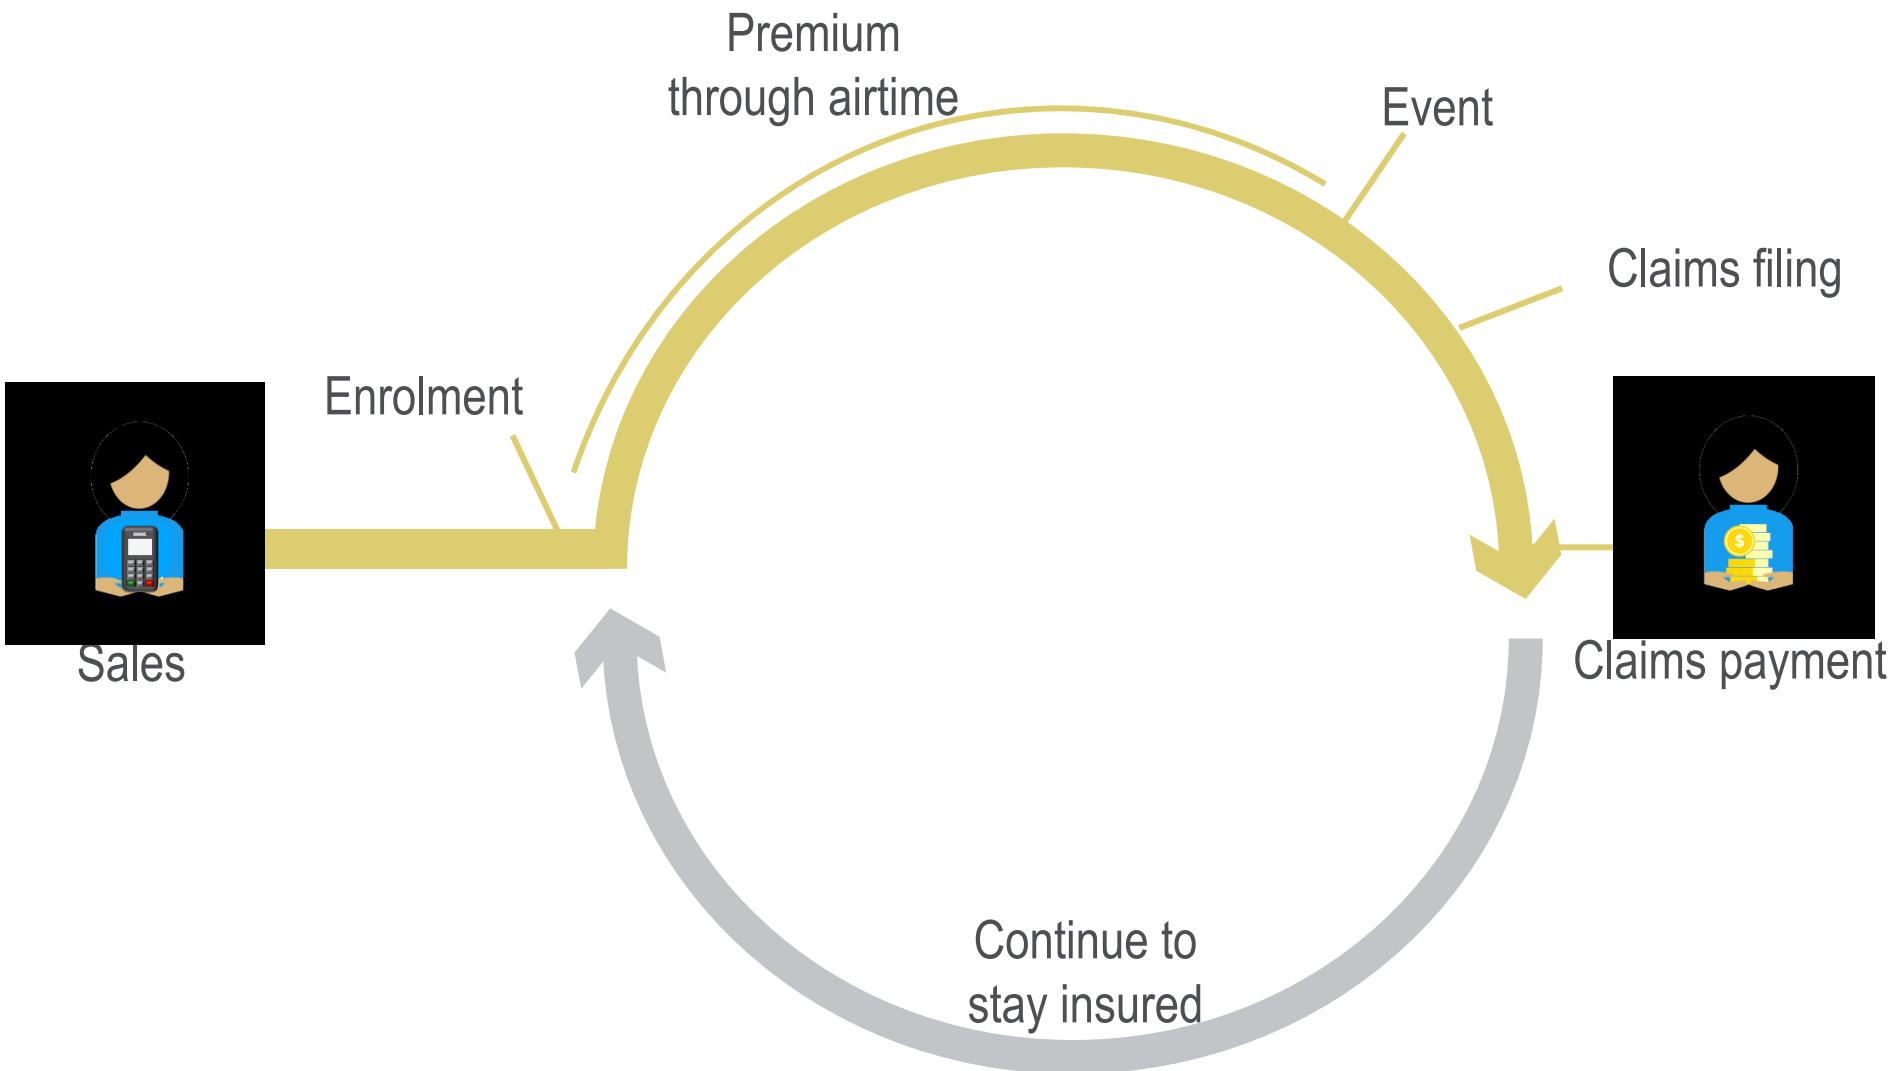 Premium
through airtime
Event
Claims filing
Enrolment
$
Sales
Claims payment
Continue to
stay insured